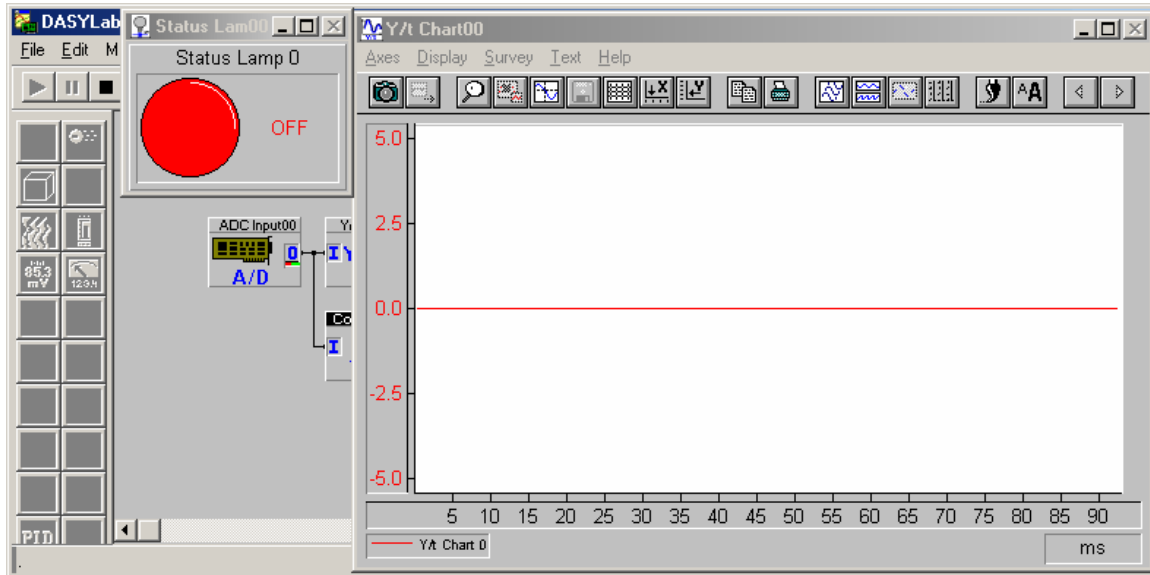 DASYLab
File Edit M
Status Lam00
Status Lamp 0
OFF
85.3
mV
123.4
PID
ADC Input00
0
A/D
I Y
Co
I
Y/t Chart00
Axes Display Survey Text Help
AA
5.0
2.5
0.0
-2.5
-5.0
5 10 15 20 25 30 35 40 45 50 55 60 65 70 75 80 85 90
Y/t Chart 0
ms